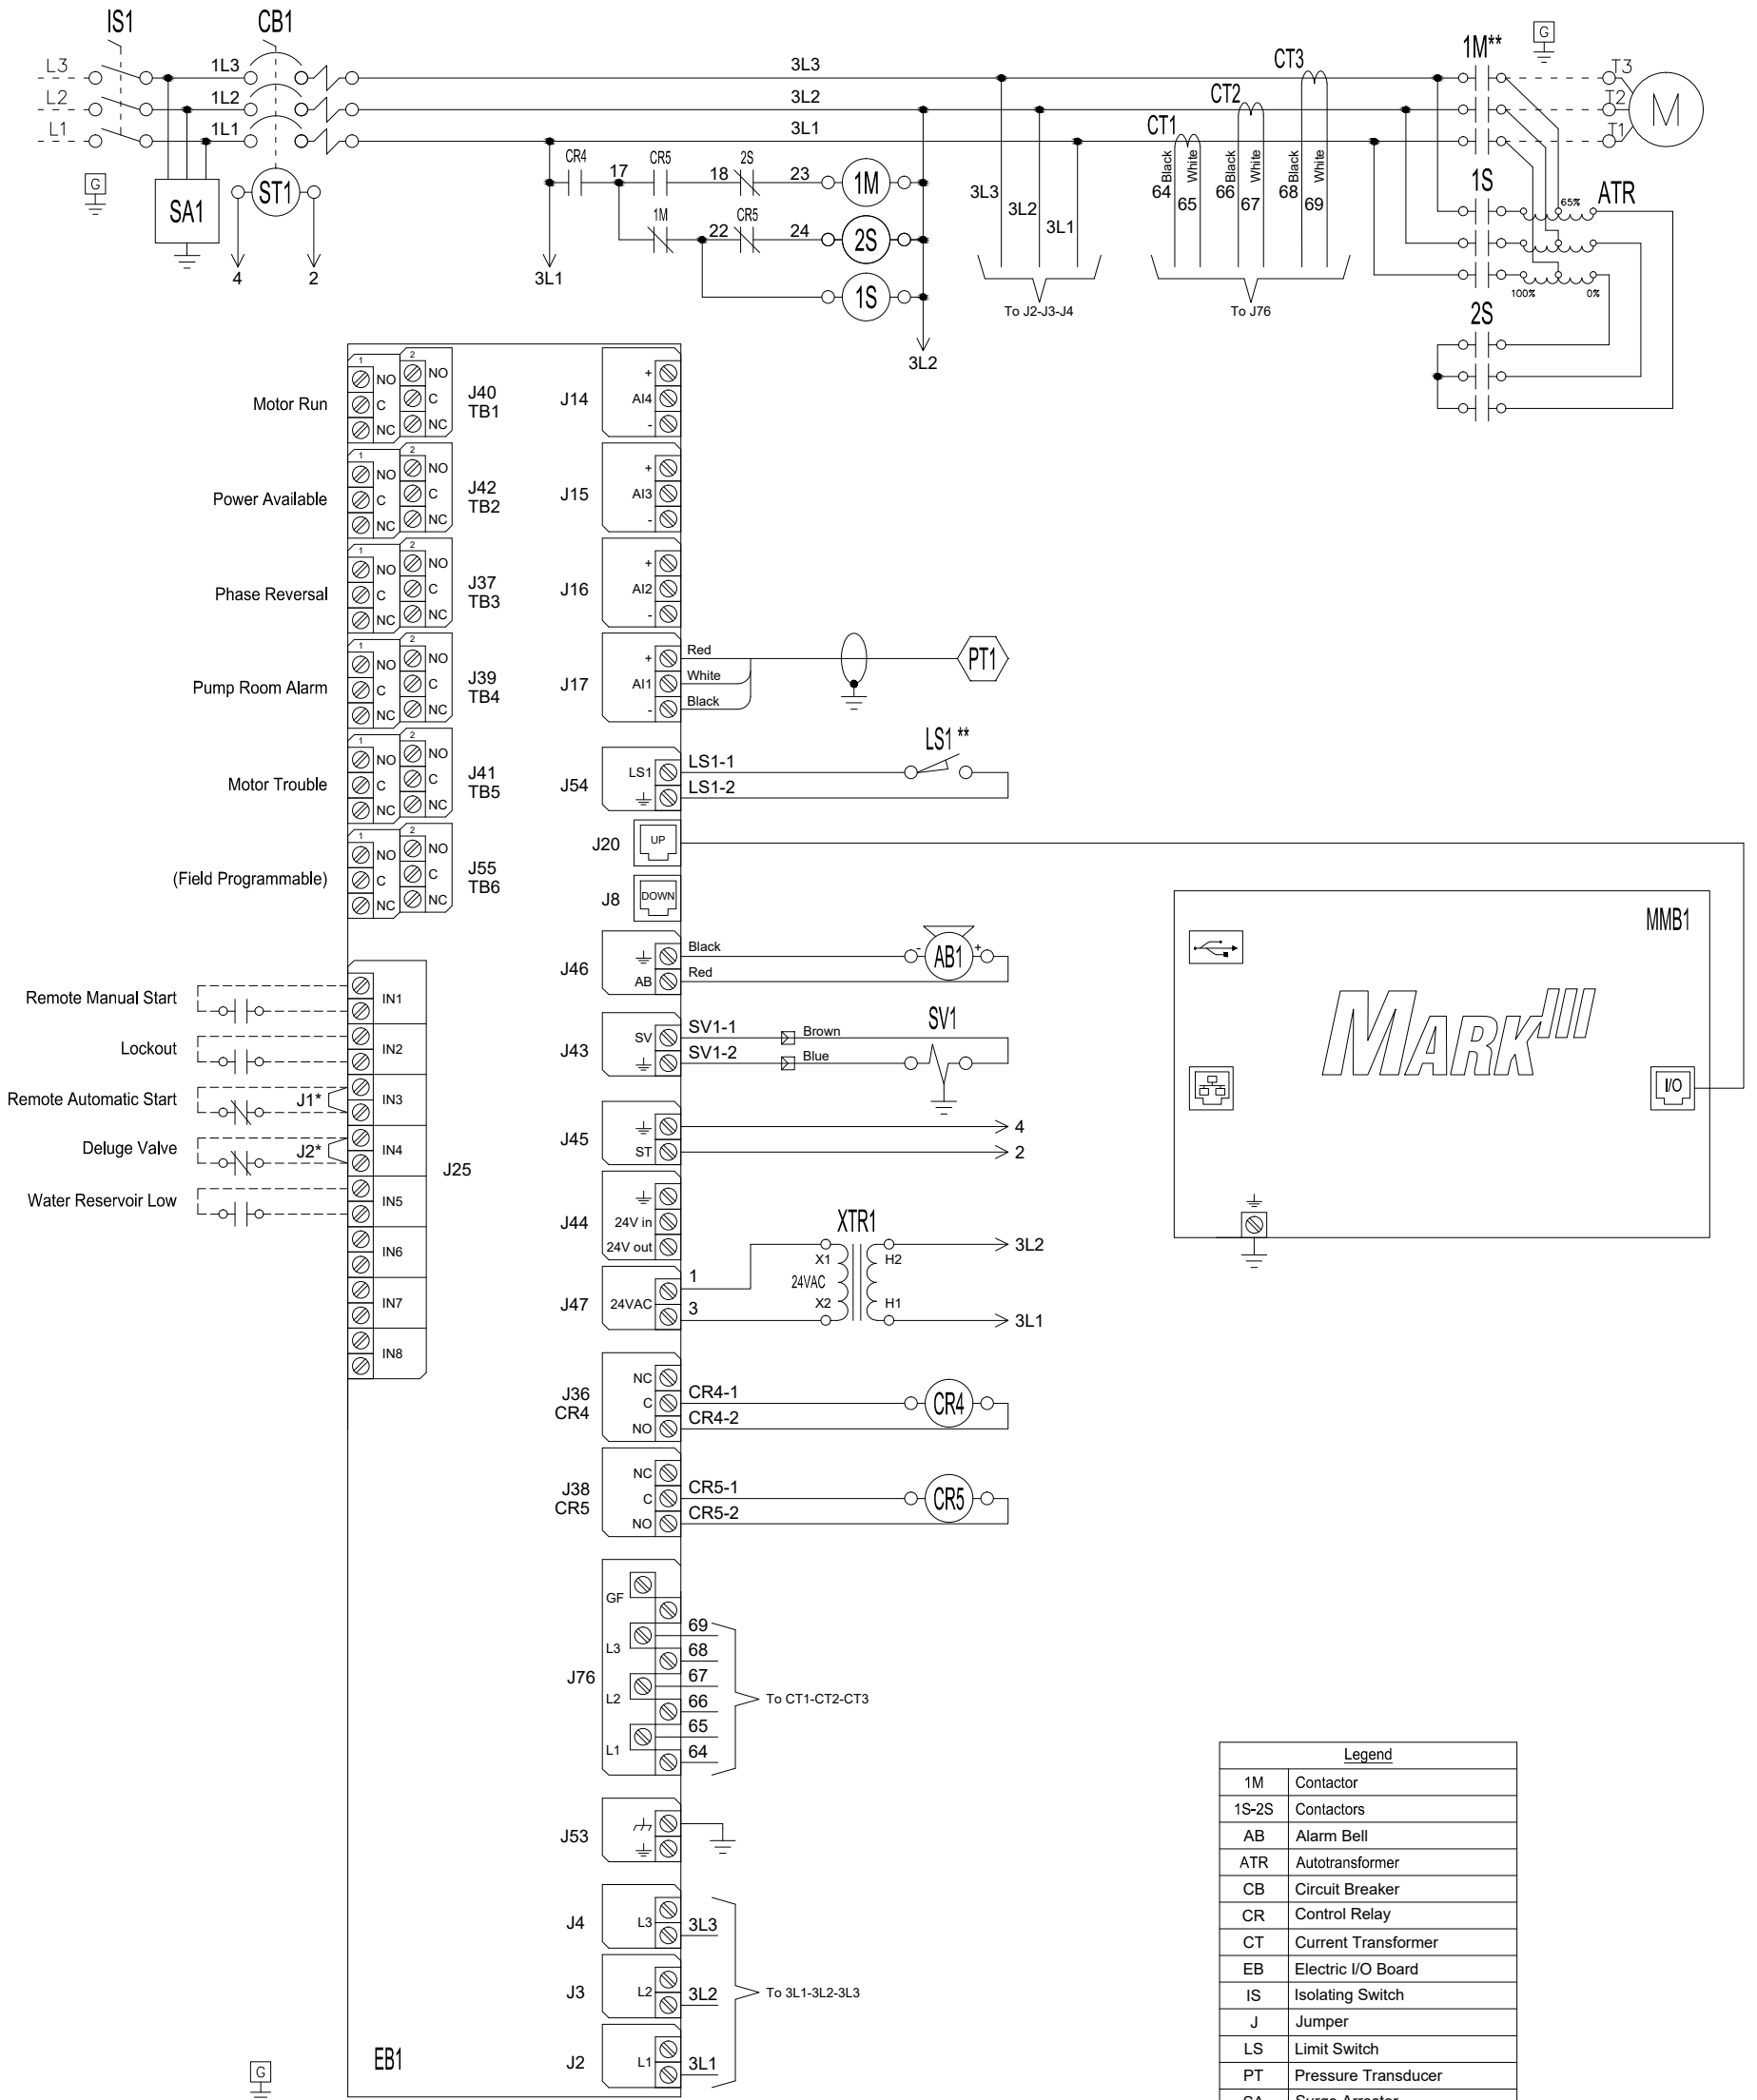 IS1 CB1
L3 1L3 3L3 CT3 1M** G T3
L2 1L2 3L2 CT2 T2 M
L1 1L1 3L1 CT1 T1
CR4 17 CR5 18 2S 23 1M
G SA1 ST1
4 2
1M 22 CR5 24 2S
1S
3L1
3L2
3L3 3L2 3L1
To J2-J3-J4
64 Black White 65 66 Black White 67 68 Black White 69
To J76
1S 65% ATR
100% 0%
2S
Motor Run 1 NO C NC 2 NO C NC J40 TB1
Power Available 1 NO C NC 2 NO C NC J42 TB2
Phase Reversal 1 NO C NC 2 NO C NC J37 TB3
Pump Room Alarm 1 NO C NC 2 NO C NC J39 TB4
Motor Trouble 1 NO C NC 2 NO C NC J41 TB5
(Field Programmable) 1 NO C NC 2 NO C NC J55 TB6
Remote Manual Start IN1
Lockout IN2
Remote Automatic Start J1* IN3
Deluge Valve J2* IN4
J25
Water Reservoir Low IN5
IN6
IN7
IN8
J14 + AI4 -
J15 + AI3 -
J16 + AI2 -
J17 + AI1 - Red White Black PT1
J54 LS1 LS1-1 LS1-2 LS1 **
J20 UP
J8 DOWN
J46 AB Black Red - AB1 +
J43 SV SV1-1 Brown SV1-2 Blue SV1
J45 ST 4 2
J44 24V in 24V out
J47 24VAC 1 3 XTR1 X1 24VAC X2 H2 H1 3L2 3L1
J36 CR4 NC C NO CR4-1 CR4-2 CR4
J38 CR5 NC C NO CR5-1 CR5-2 CR5
J76 GF L3 L2 L1
69
68
67
66
65
64
To CT1-CT2-CT3
J53
J4 L3 3L3
J3 L2 3L2
J2 L1 3L1
To 3L1-3L2-3L3
EB1
G
MMB1
MARK III
I/O
Legend
1M Contactor
1S-2S Contactors
AB Alarm Bell
ATR Autotransformer
CB Circuit Breaker
CR Control Relay
CT Current Transformer
EB Electric I/O Board
IS Isolating Switch
J Jumper
LS Limit Switch
PT Pressure Transducer